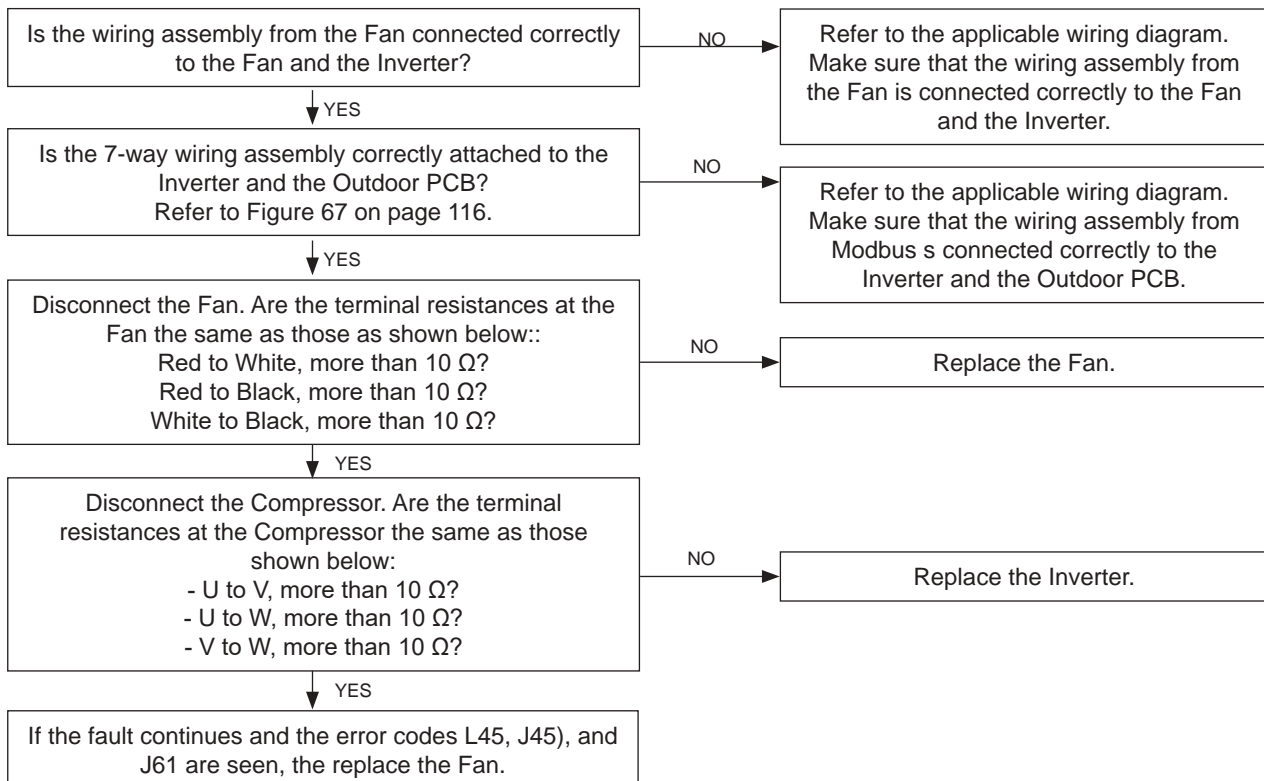 Is the wiring assembly from the Fan connected correctly
to the Fan and the Inverter?
NO
Refer to the applicable wiring diagram.
Make sure that the wiring assembly from
the Fan is connected correctly to the Fan
and the Inverter.
YES
Is the 7-way wiring assembly correctly attached to the
Inverter and the Outdoor PCB?
Refer to Figure 67 on page 116.
NO
Refer to the applicable wiring diagram.
Make sure that the wiring assembly from
Modbus s connected correctly to the
Inverter and the Outdoor PCB.
YES
Disconnect the Fan. Are the terminal resistances at the
Fan the same as those as shown below::
Red to White, more than 10 Ω?
Red to Black, more than 10 Ω?
White to Black, more than 10 Ω?
NO
Replace the Fan.
YES
Disconnect the Compressor. Are the terminal
resistances at the Compressor the same as those
shown below:
- U to V, more than 10 Ω?
- U to W, more than 10 Ω?
- V to W, more than 10 Ω?
NO
Replace the Inverter.
YES
If the fault continues and the error codes L45, J45), and
J61 are seen, the replace the Fan.